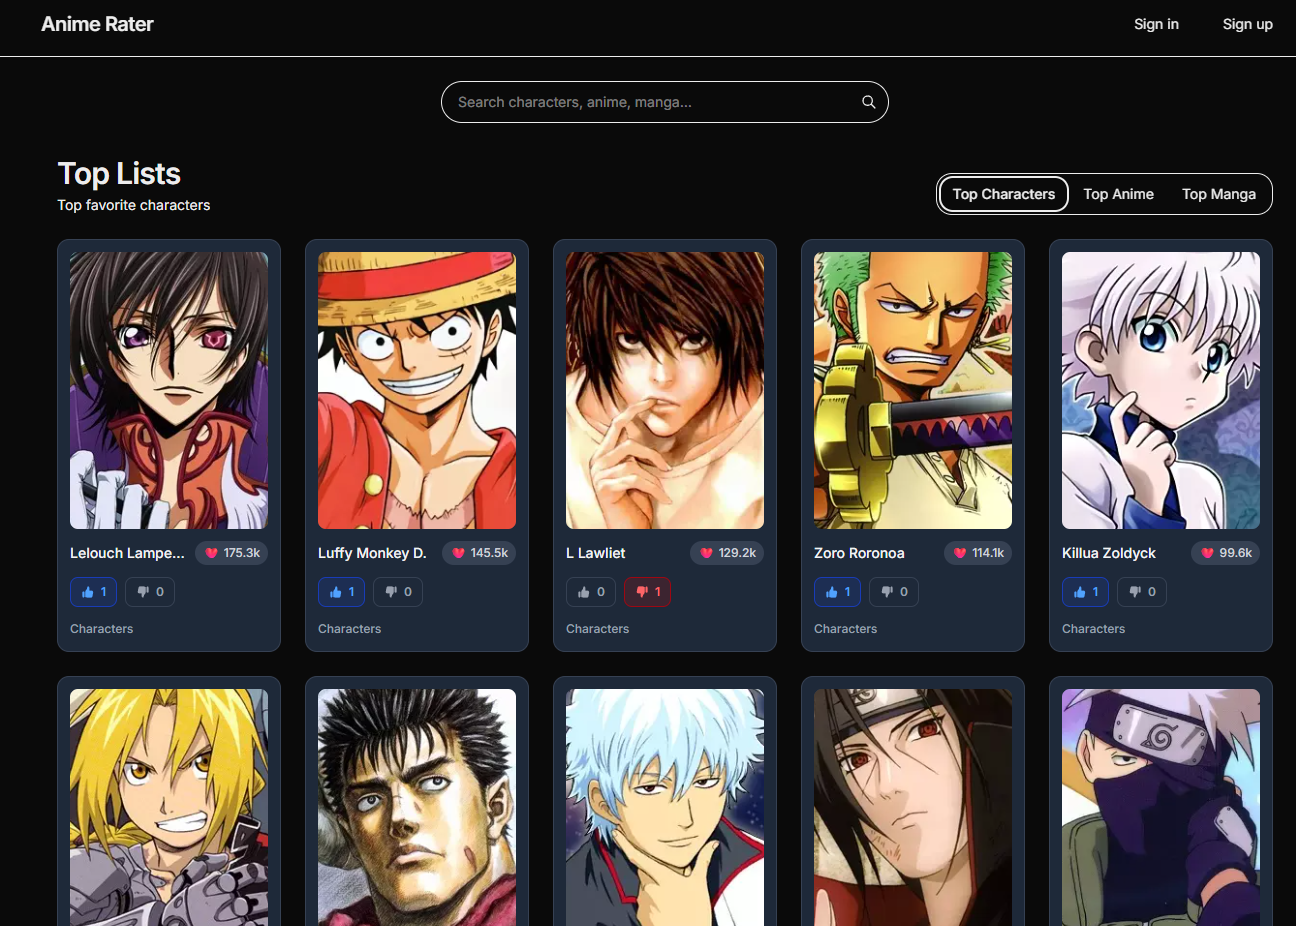 Anime Rater
Sign in
Sign up
Search characters, anime, manga...
Top Lists
Top favorite characters
Top Characters
Top Anime
Top Manga
Lelouch Lampe...
175.3k
1
0
Characters
Luffy Monkey D.
145.5k
1
0
Characters
L Lawliet
129.2k
0
1
Characters
Zoro Roronoa
114.1k
1
0
Characters
Killua Zoldyck
99.6k
1
0
Characters